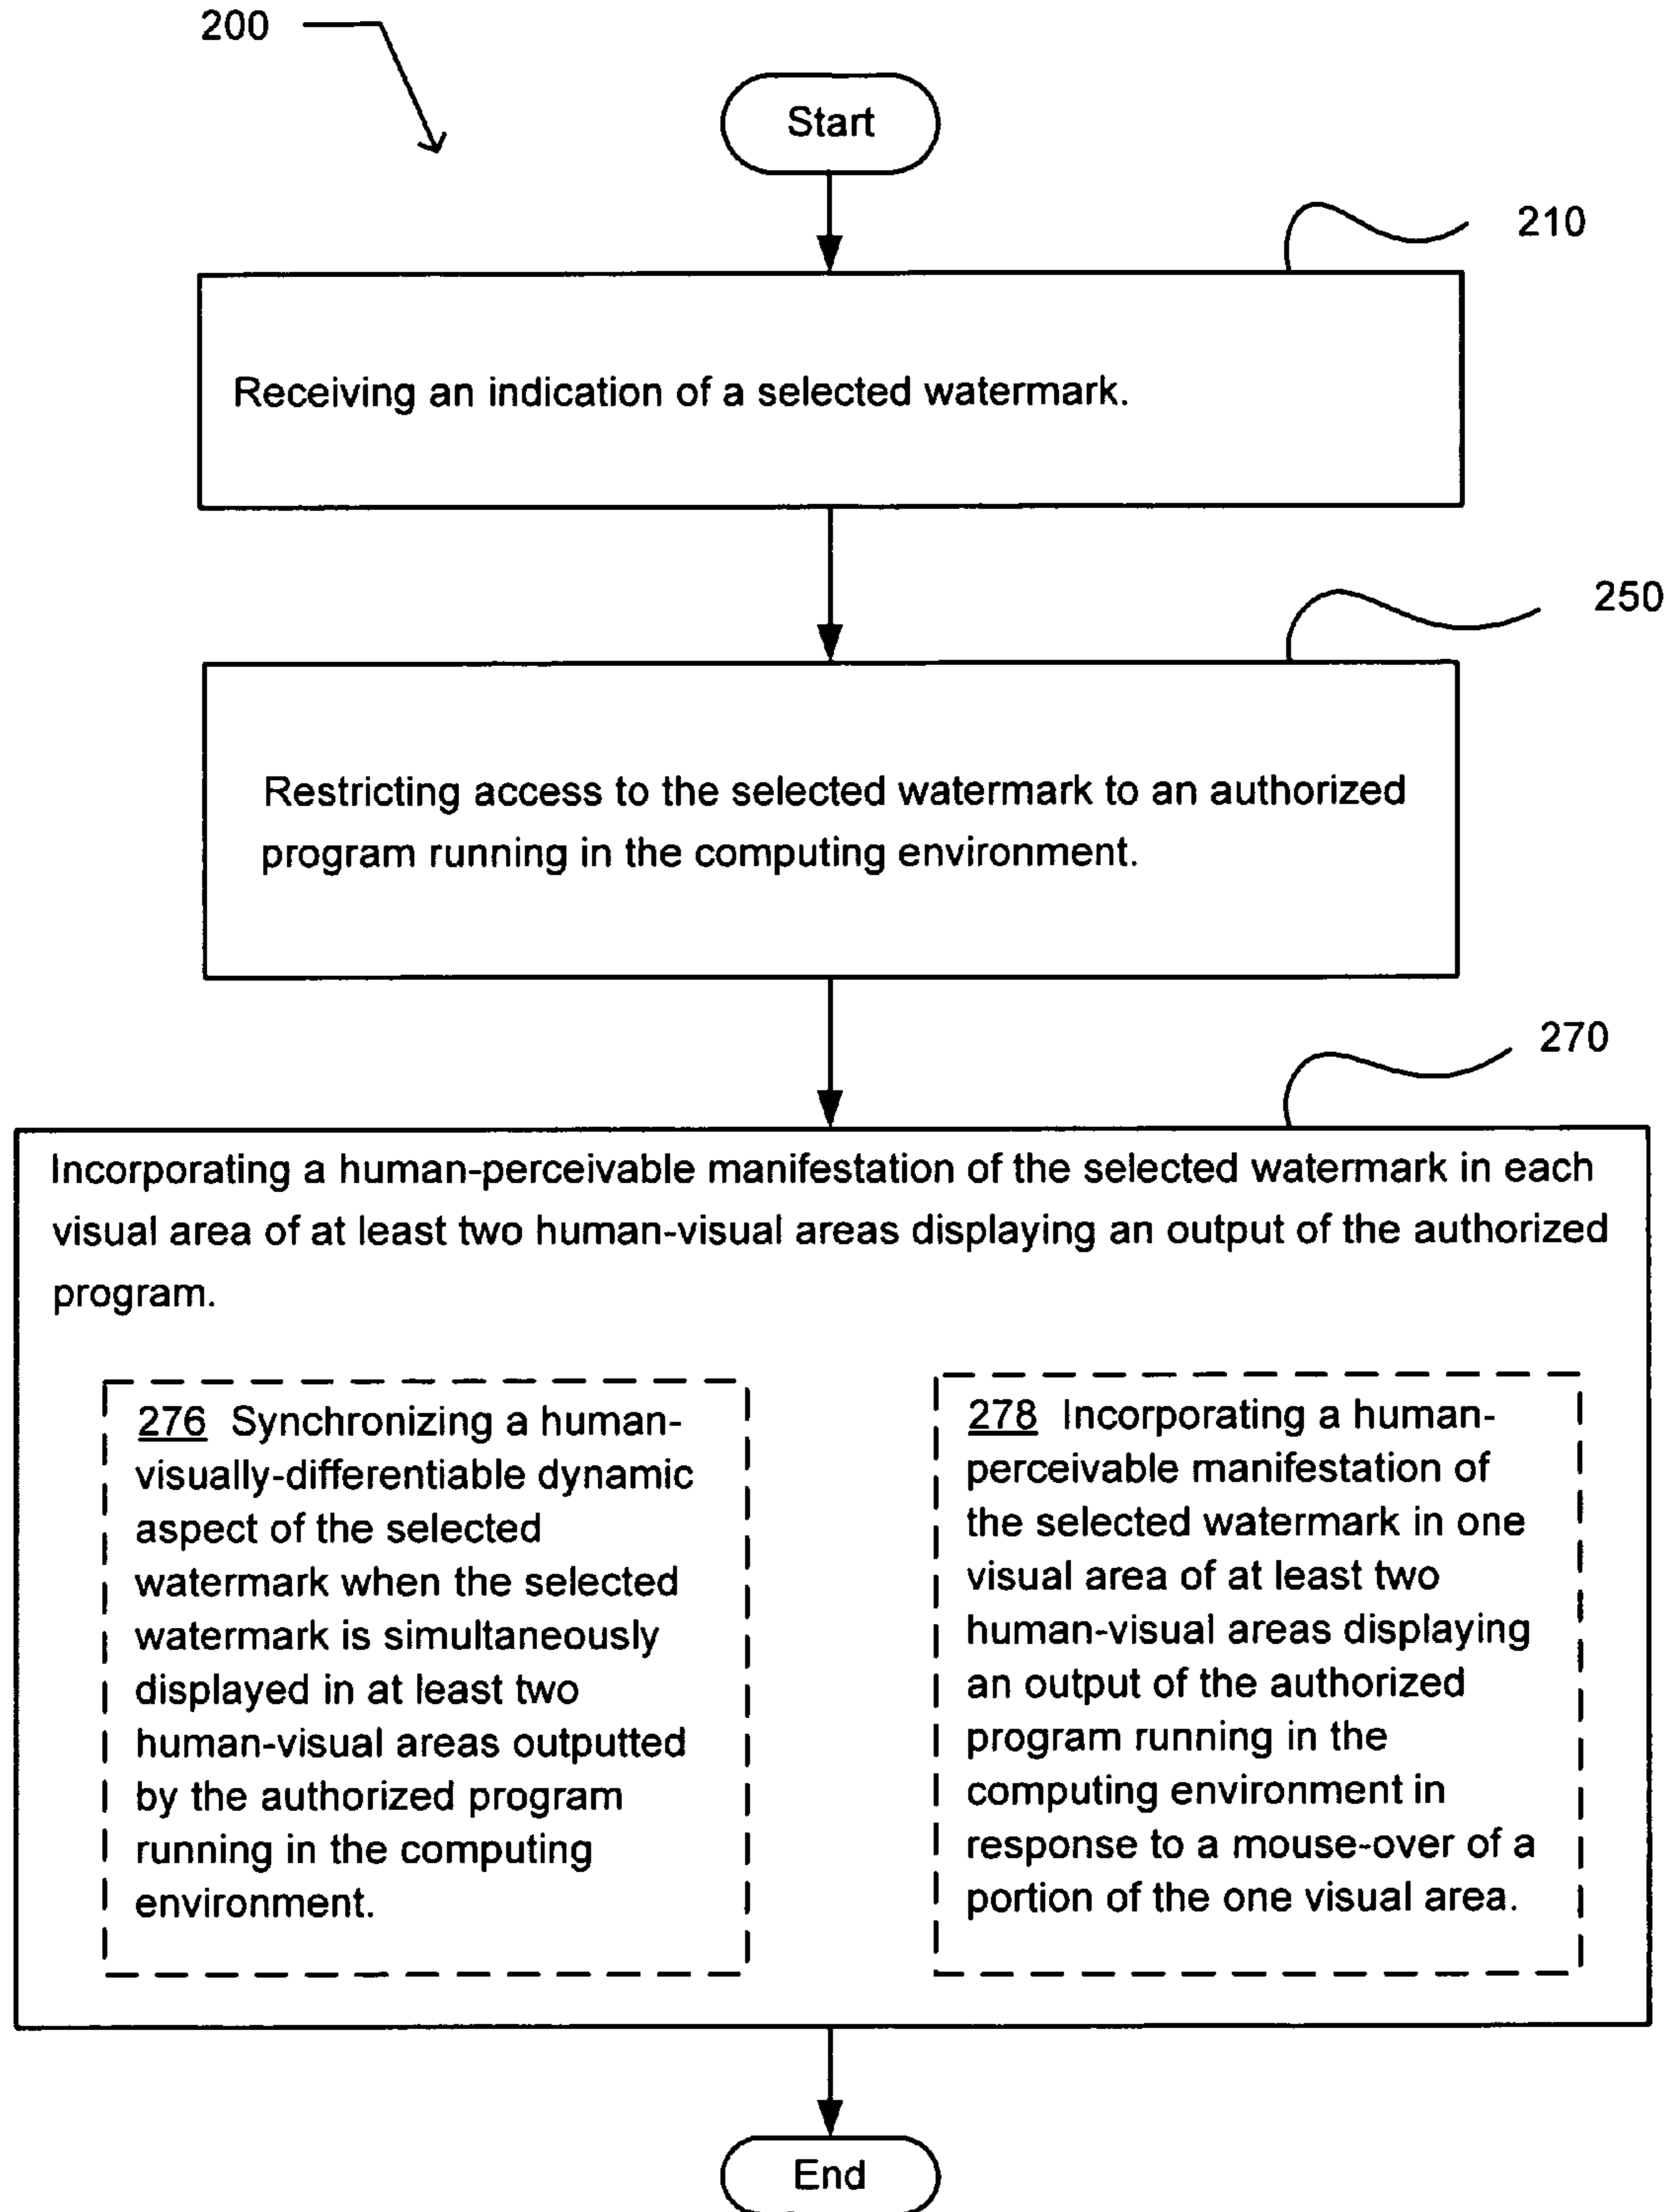 200
Start
210
Receiving an indication of a selected watermark.
250
Restricting access to the selected watermark to an authorized
program running in the computing environment.
270
Incorporating a human-perceivable manifestation of the selected watermark in each
visual area of at least two human-visual areas displaying an output of the authorized
program.
276 Synchronizing a human-
visually-differentiable dynamic
aspect of the selected
watermark when the selected
watermark is simultaneously
displayed in at least two
human-visual areas outputted
by the authorized program
running in the computing
environment.
278 Incorporating a human-
perceivable manifestation of
the selected watermark in one
visual area of at least two
human-visual areas displaying
an output of the authorized
program running in the
computing environment in
response to a mouse-over of a
portion of the one visual area.
End